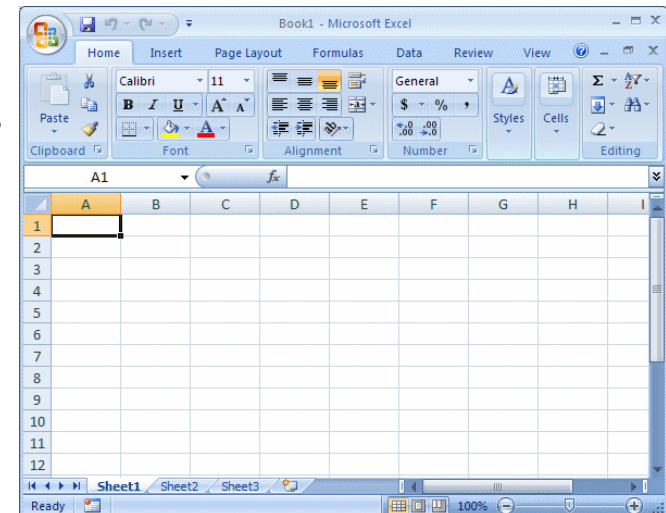 Book1 - Microsoft Excel
Home Insert Page Layout Formulas Data Review View
Calibri 11 General
Paste B I U A A $ % , Styles Cells Σ
A .00 .00
Clipboard Font Alignment Number Editing
A1 fx
A B C D E F G H I
1
2
3
4
5
6
7
8
9
10
11
12
Sheet1 Sheet2 Sheet3
Ready 100%